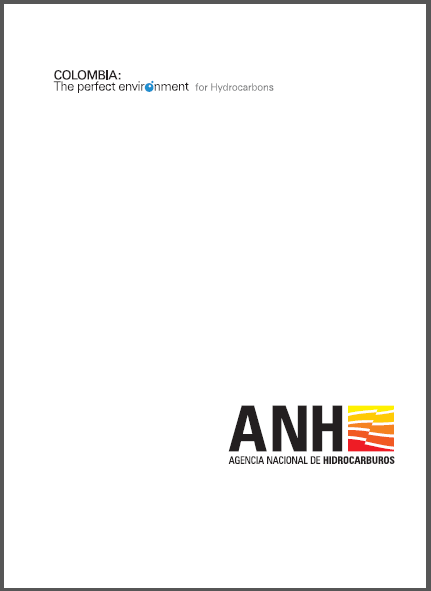 COLOMBIA:
The perfect environment for Hydrocarbons
ANH
AGENCIA NACIONAL DE HIDROCARBUROS